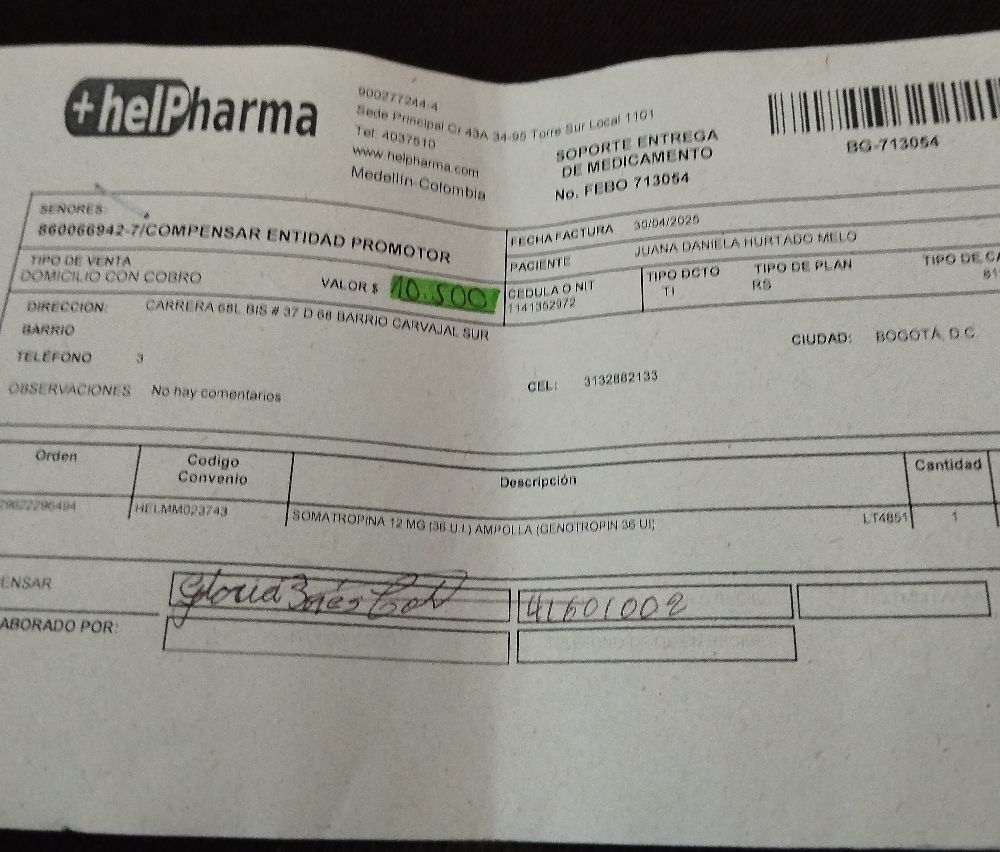 +helPharma
900277244-4
Sede Principal Cr 43A 34-95 Torre Sur Local 1101
Tel: 4037510
www.helpharma.com
Medellín-Colombia
SOPORTE ENTREGA
DE MEDICAMENTO
No. FEBO 713054
BG-713054
SEÑORES:
860066942-7/COMPENSAR ENTIDAD PROMOTOR
FECHA FACTURA 30/04/2025
PACIENTE JUANA DANIELA HURTADO MELO
TIPO DE VENTA
DOMICILIO CON COBRO
VALOR $ 10.500
CEDULA O NIT
1141352972
TIPO DCTO
TI
TIPO DE PLAN
RS
TIPO DE
DIRECCION: CARRERA 68L BIS # 37 D 68 BARRIO CARVAJAL SUR
BARRIO
CIUDAD: BOGOTÁ, D.C.
TELÉFONO 3
CEL: 3132882133
OBSERVACIONES No hay comentarios
Orden
Codigo
Convenio
Descripción
Cantidad
HELMM023743
SOMATROPINA 12 MG (36 U.I.) AMPOLLA (GENOTROPIN 36 UI)
LT4851
1
ENSAR
Gloria
41601002
ABORADO POR: